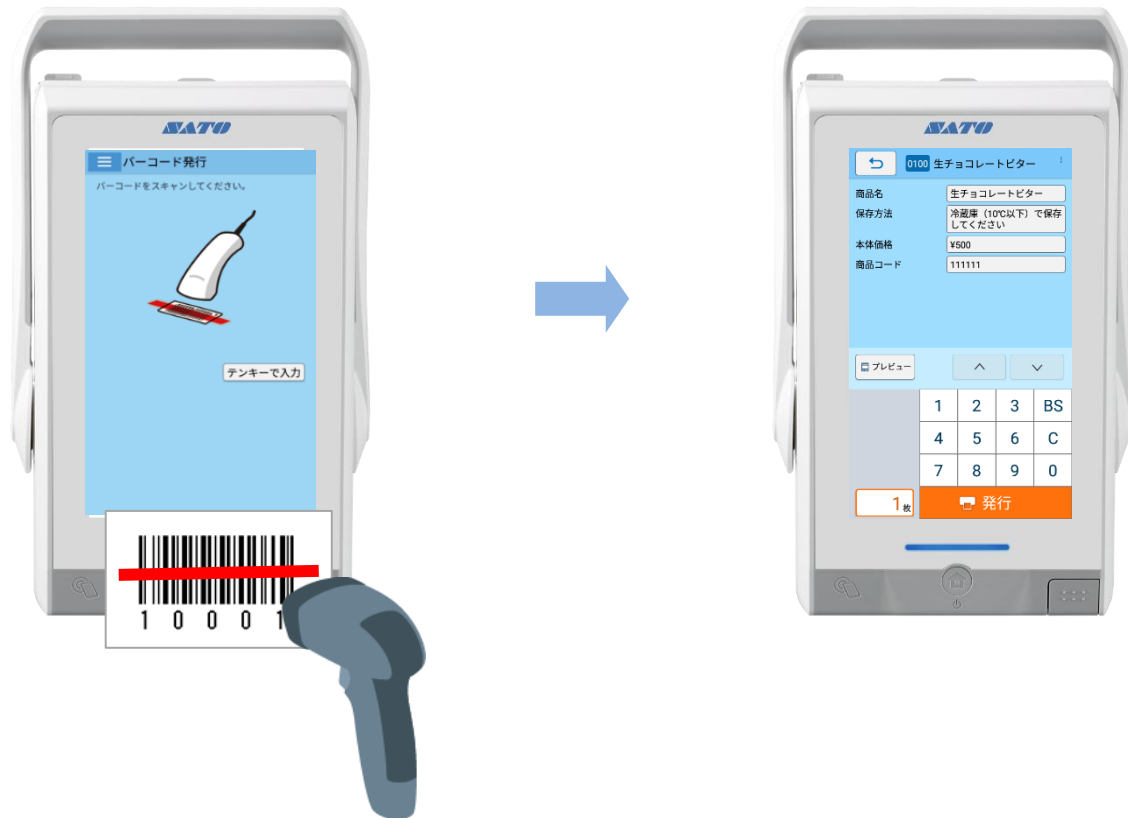 SATO
バーコード発行
バーコードをスキャンしてください。
テンキーで入力
10001
SATO
0100 生チョコレートビター
商品名 生チョコレートビター
保存方法 冷蔵庫（10℃以下）で保存
してください
本体価格 ¥500
商品コード 111111
プレビュー
1 2 3 BS
4 5 6 C
7 8 9 0
1枚 発行